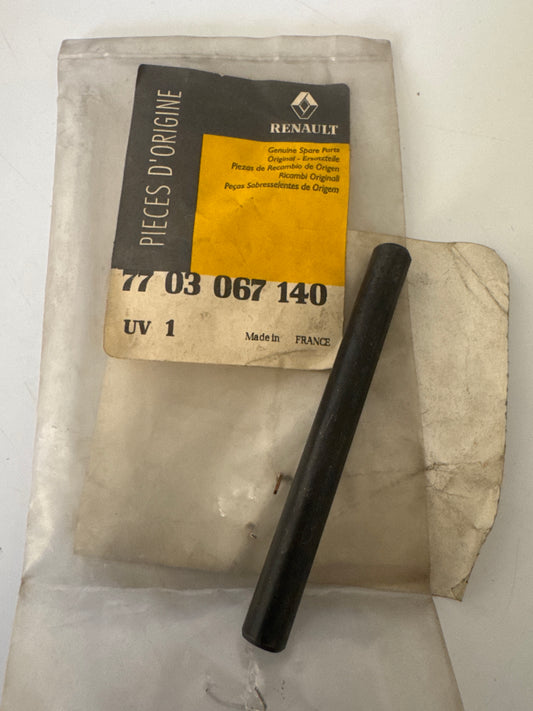 PIECES D'ORIGINE
RENAULT
Genuine Spare Parts
Original - Ersatzteile
Piezas de Recambio de Origen
Ricambi Originali
Peças Sobresselentes de Origem
77 03 067 140
UV 1 Made in FRANCE